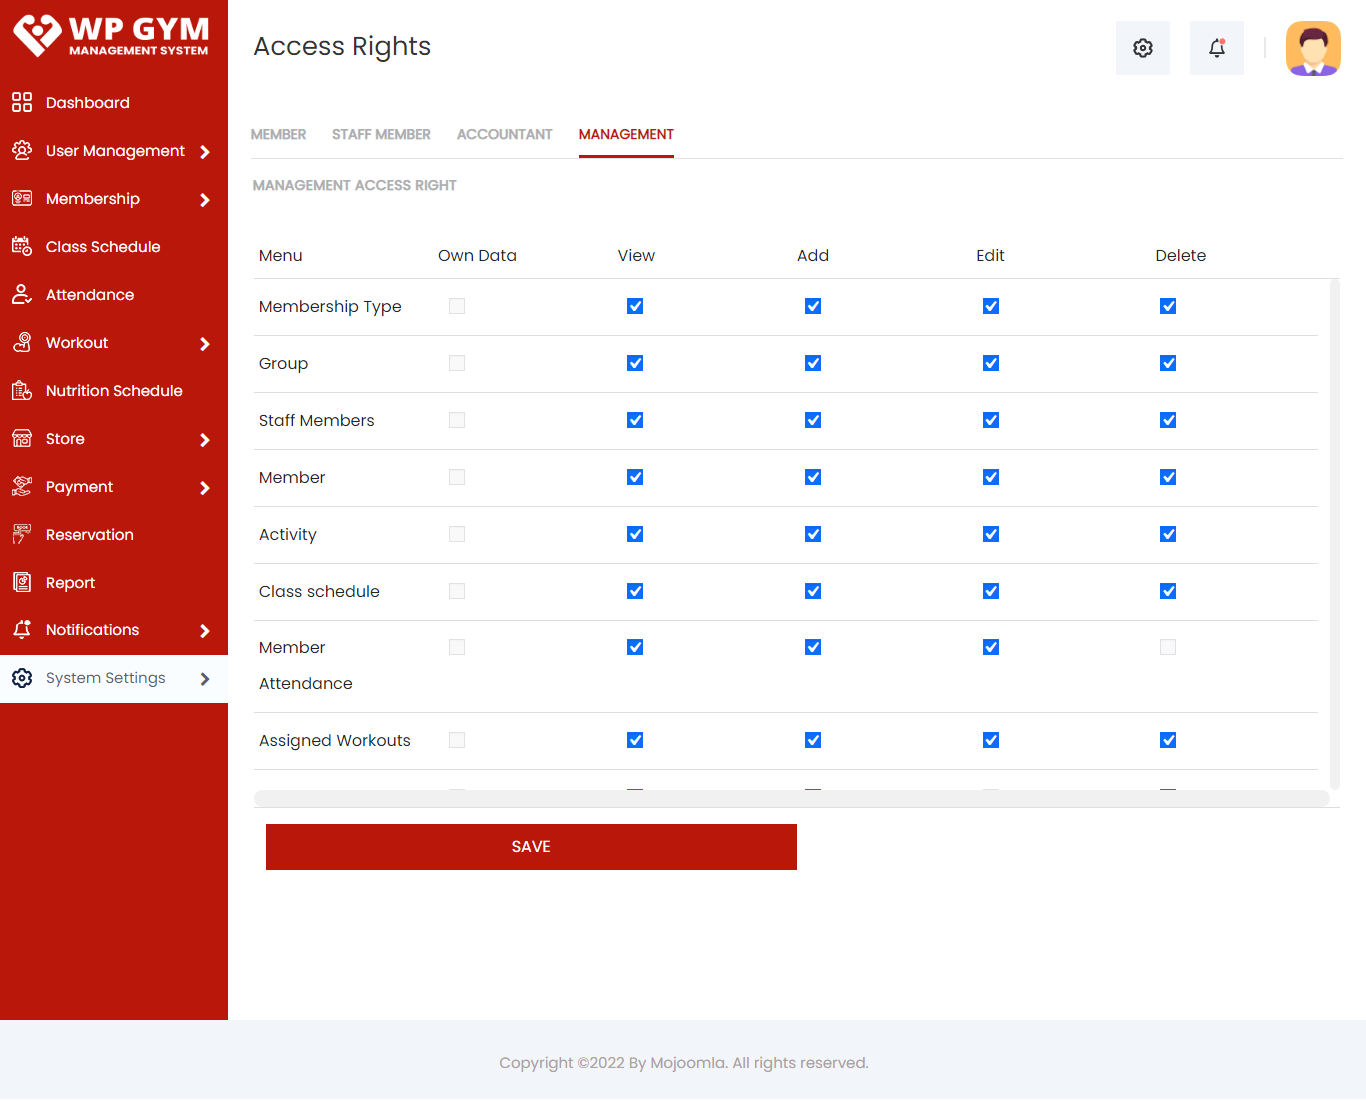 WP GYM
MANAGEMENT SYSTEM
Dashboard
User Management
Membership
Class Schedule
Attendance
Workout
Nutrition Schedule
Store
Payment
Reservation
Report
Notifications
System Settings
Access Rights
MEMBER STAFF MEMBER ACCOUNTANT MANAGEMENT
MANAGEMENT ACCESS RIGHT
Menu Own Data View Add Edit Delete
Membership Type
Group
Staff Members
Member
Activity
Class schedule
Member
Attendance
Assigned Workouts
SAVE
Copyright ©2022 By Mojoomla. All rights reserved.